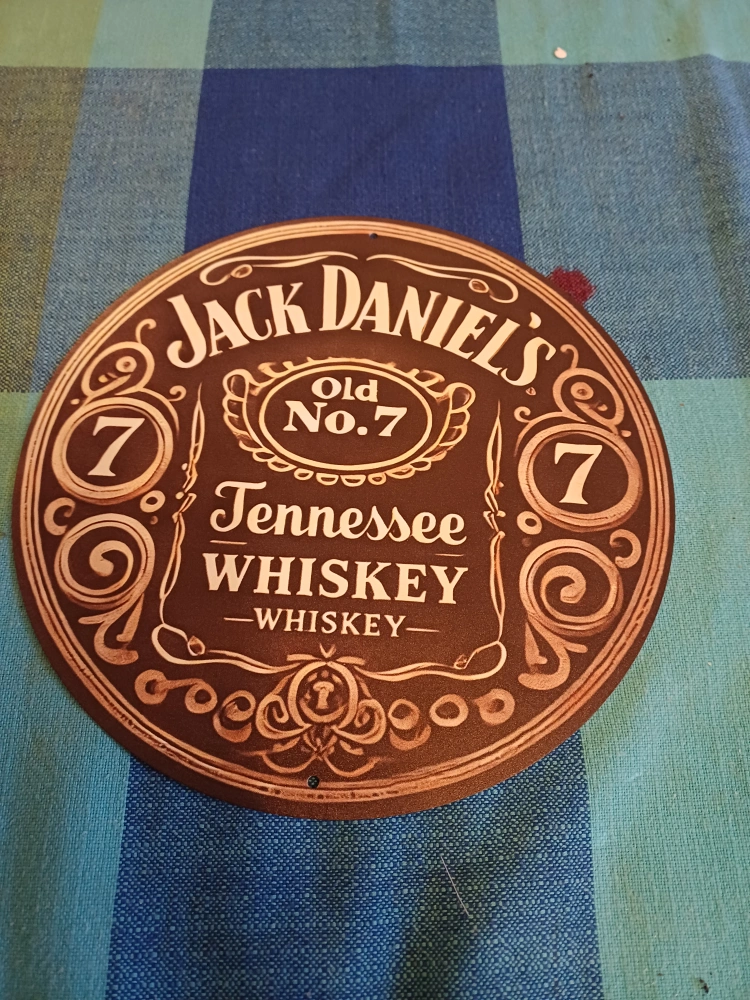 JACK DANIEL'S
Old
No.7
7
7
Tennessee
WHISKEY
—WHISKEY—